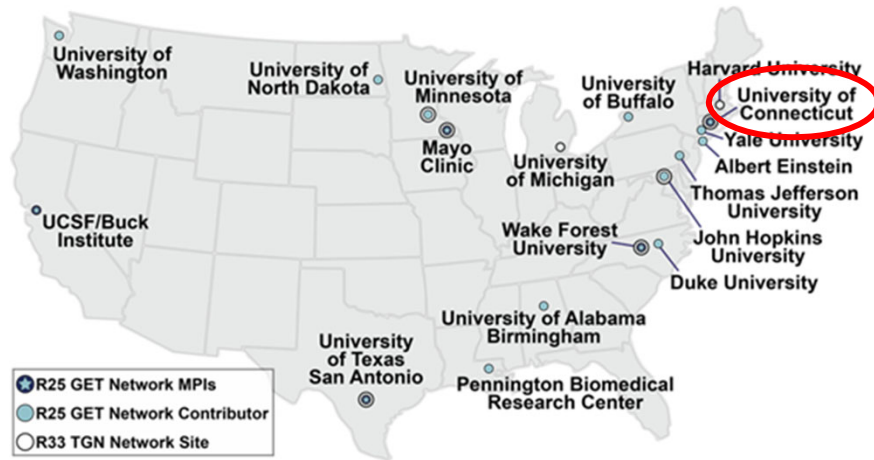 University of
Washington
University of
North Dakota
University of
Minnesota
Mayo
Clinic
University
of Buffalo
Harvard University
University of
Connecticut
Yale University
Albert Einstein
Thomas Jefferson
University
John Hopkins
University
Duke University
University
of Michigan
Wake Forest
University
UCSF/Buck
Institute
University of Alabama
Birmingham
University
of Texas
San Antonio
Pennington Biomedical
Research Center
R25 GET Network MPIs
R25 GET Network Contributor
R33 TGN Network Site